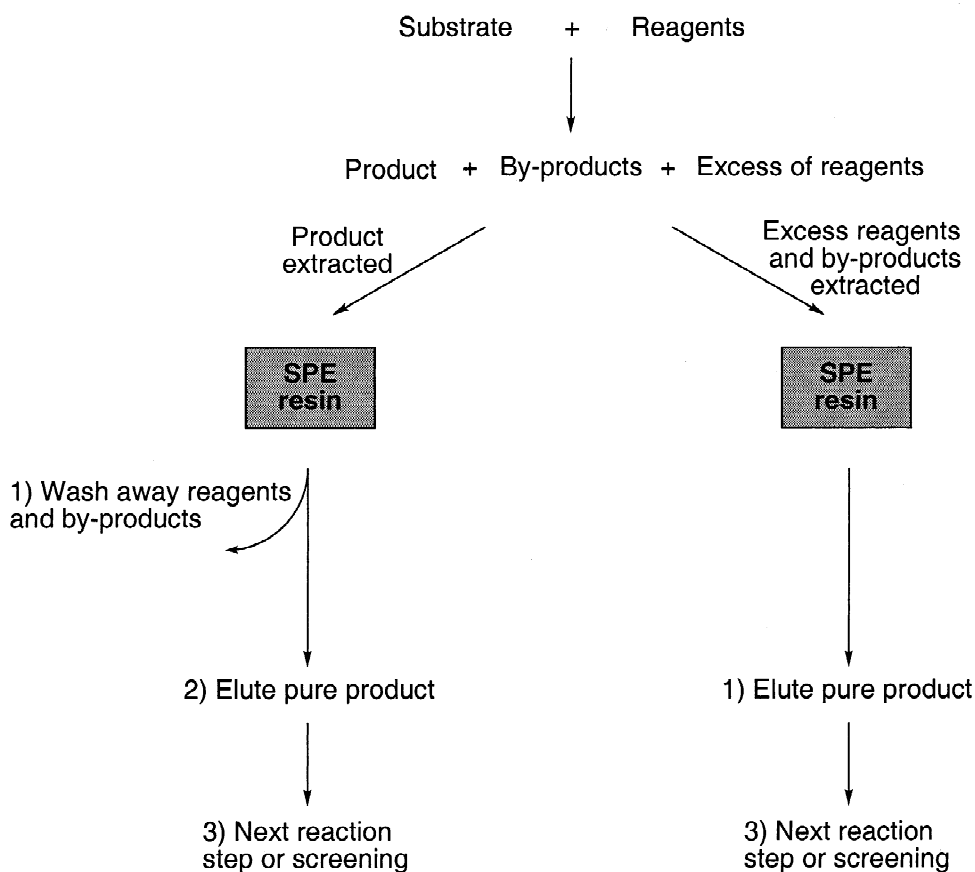 Substrate + Reagents
Product + By-products + Excess of reagents
Product
extracted
Excess reagents
and by-products
extracted
SPE
resin
SPE
resin
1) Wash away reagents
and by-products
2) Elute pure product
1) Elute pure product
3) Next reaction
step or screening
3) Next reaction
step or screening